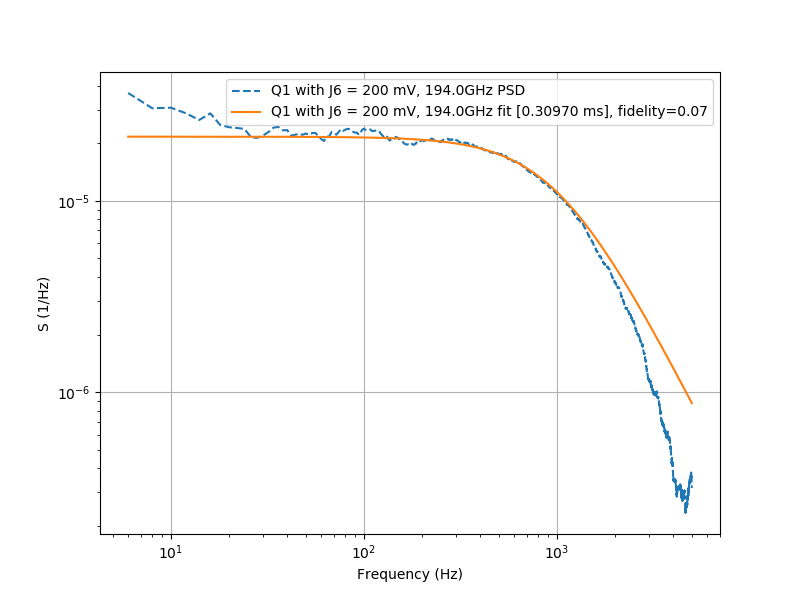 Q1 with J6 = 200 mV, 194.0GHz PSD
Q1 with J6 = 200 mV, 194.0GHz fit [0.30970 ms], fidelity=0.07
S (1/Hz)
10⁻⁵
10⁻⁶
10¹ 10² 10³
Frequency (Hz)